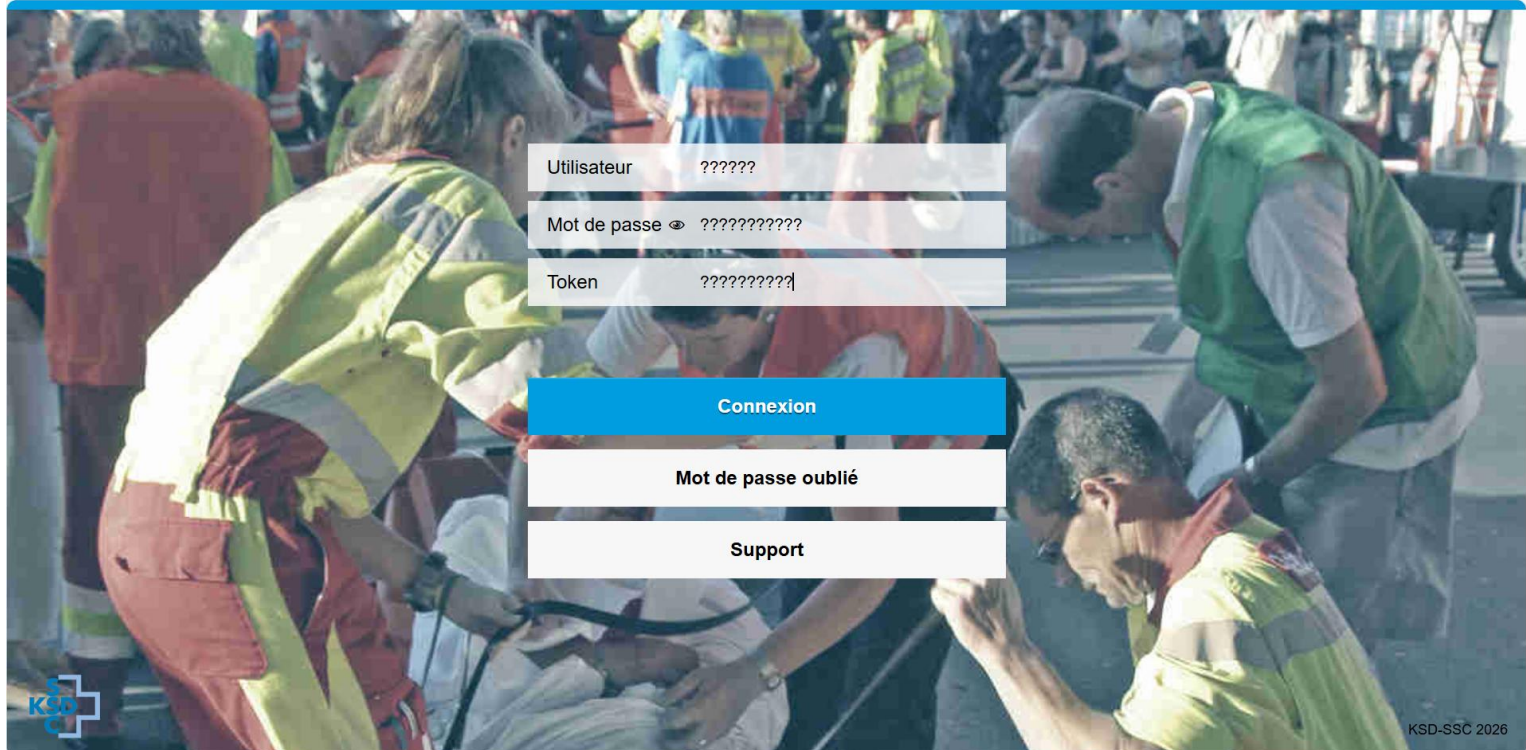 Utilisateur ??????
Mot de passe ???????????
Token ??????????
Connexion
Mot de passe oublié
Support
S
KSD
C
KSD-SSC 2026